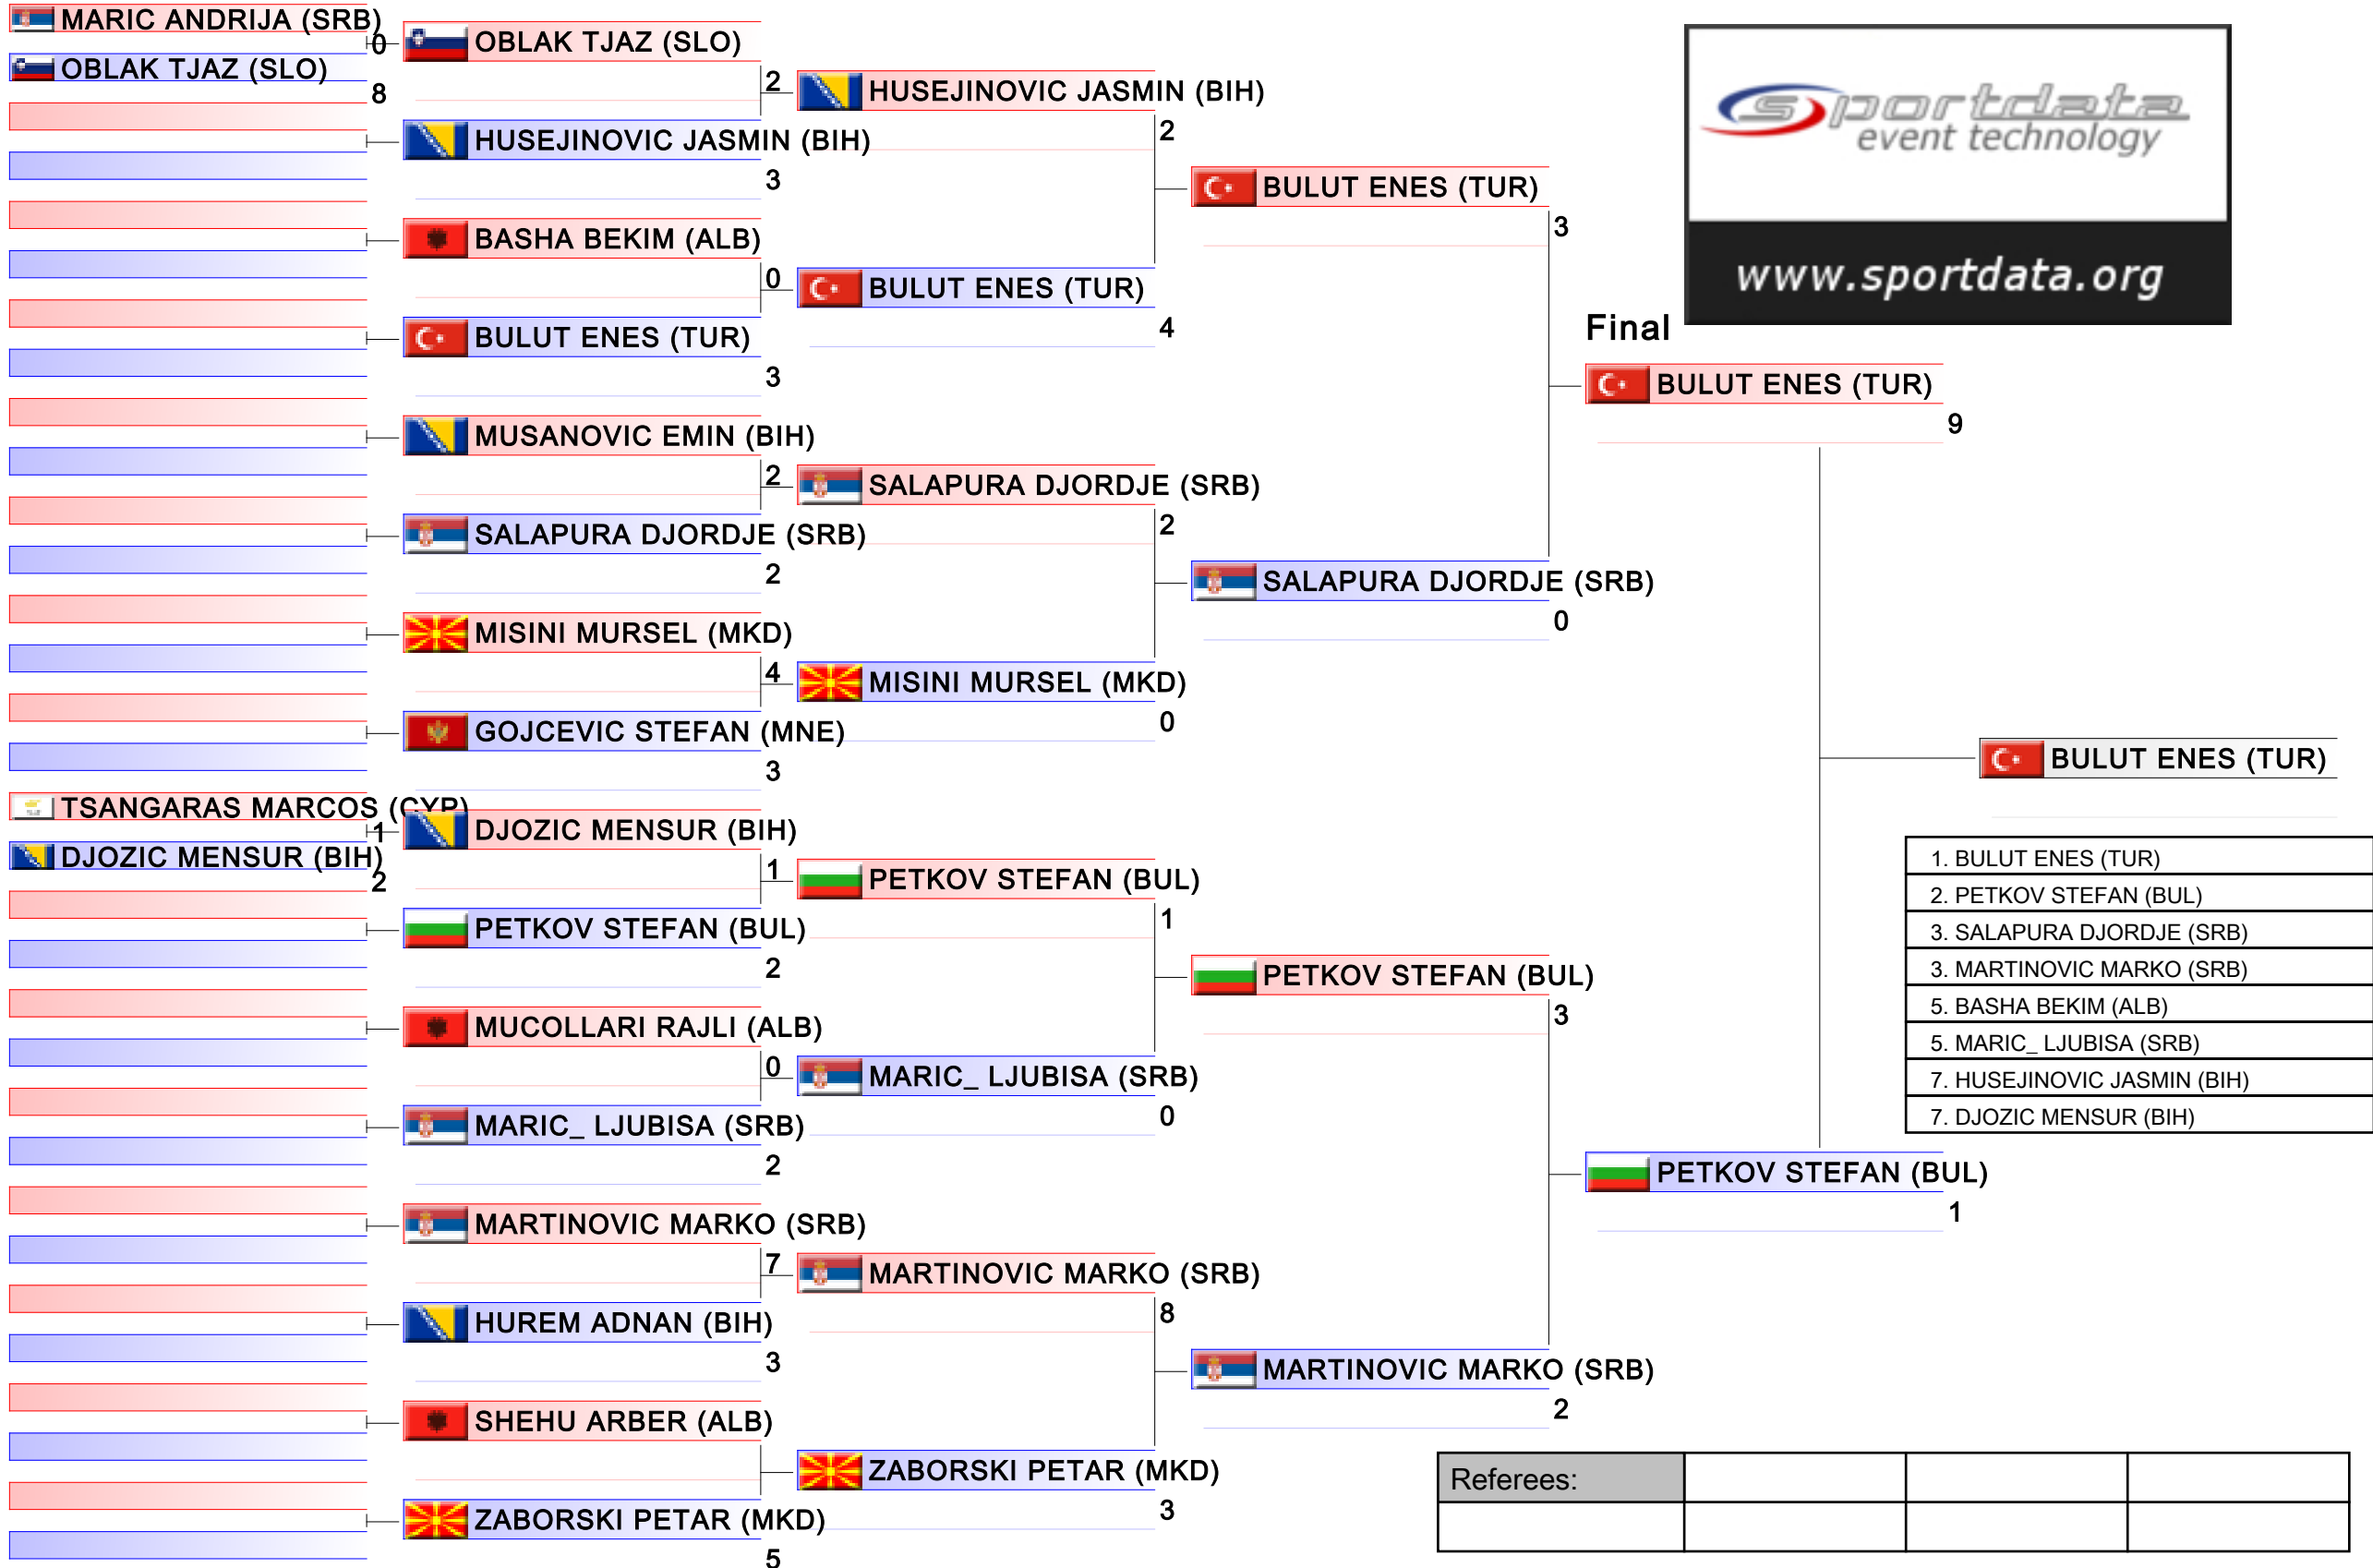 MARIC ANDRIJA (SRB)
0
OBLAK TJAZ (SLO)
8
TSANGARAS MARCOS (CYP)
1
DJOZIC MENSUR (BIH)
2
OBLAK TJAZ (SLO)
2
HUSEJINOVIC JASMIN (BIH)
3
BASHA BEKIM (ALB)
0
BULUT ENES (TUR)
3
MUSANOVIC EMIN (BIH)
2
SALAPURA DJORDJE (SRB)
2
MISINI MURSEL (MKD)
4
GOJCEVIC STEFAN (MNE)
3
DJOZIC MENSUR (BIH)
1
PETKOV STEFAN (BUL)
2
MUCOLLARI RAJLI (ALB)
0
MARIC_ LJUBISA (SRB)
2
MARTINOVIC MARKO (SRB)
7
HUREM ADNAN (BIH)
3
SHEHU ARBER (ALB)
ZABORSKI PETAR (MKD)
5
HUSEJINOVIC JASMIN (BIH)
2
BULUT ENES (TUR)
4
SALAPURA DJORDJE (SRB)
2
MISINI MURSEL (MKD)
0
PETKOV STEFAN (BUL)
1
MARIC_ LJUBISA (SRB)
0
MARTINOVIC MARKO (SRB)
8
ZABORSKI PETAR (MKD)
3
BULUT ENES (TUR)
3
SALAPURA DJORDJE (SRB)
0
PETKOV STEFAN (BUL)
3
MARTINOVIC MARKO (SRB)
2
sportdata
event technology
www.sportdata.org
Final
BULUT ENES (TUR)
9
PETKOV STEFAN (BUL)
1
BULUT ENES (TUR)
1. BULUT ENES (TUR)
2. PETKOV STEFAN (BUL)
3. SALAPURA DJORDJE (SRB)
3. MARTINOVIC MARKO (SRB)
5. BASHA BEKIM (ALB)
5. MARIC_ LJUBISA (SRB)
7. HUSEJINOVIC JASMIN (BIH)
7. DJOZIC MENSUR (BIH)
Referees: